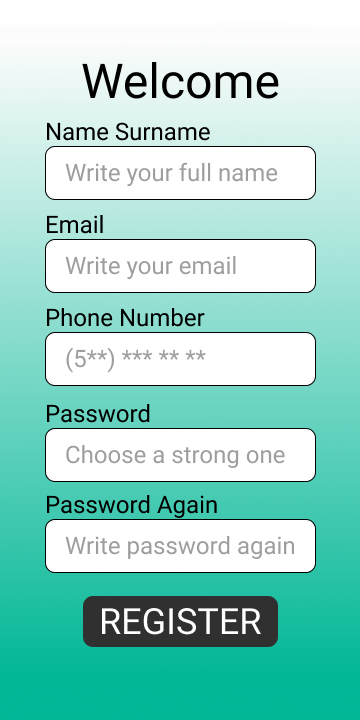 Welcome
Name Surname
Write your full name
Email
Write your email
Phone Number
(5**) *** ** **
Password
Choose a strong one
Password Again
Write password again
REGISTER